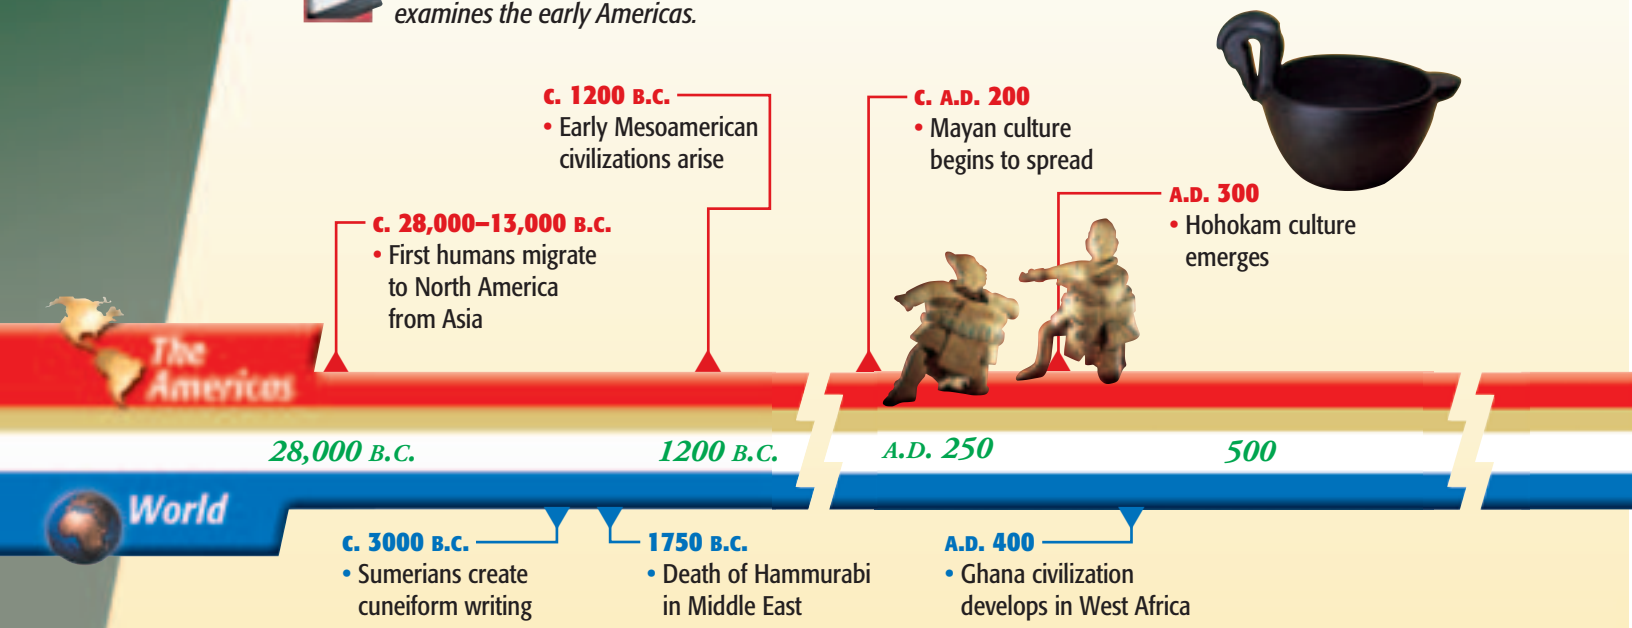 examines the early Americas.
C. 1200 B.C.
• Early Mesoamerican
civilizations arise
C. A.D. 200
• Mayan culture
begins to spread
A.D. 300
• Hohokam culture
emerges
C. 28,000–13,000 B.C.
• First humans migrate
to North America
from Asia
The
Americas
28,000 B.C.
1200 B.C.
A.D. 250
500
World
C. 3000 B.C.
• Sumerians create
cuneiform writing
1750 B.C.
• Death of Hammurabi
in Middle East
A.D. 400
• Ghana civilization
develops in West Africa